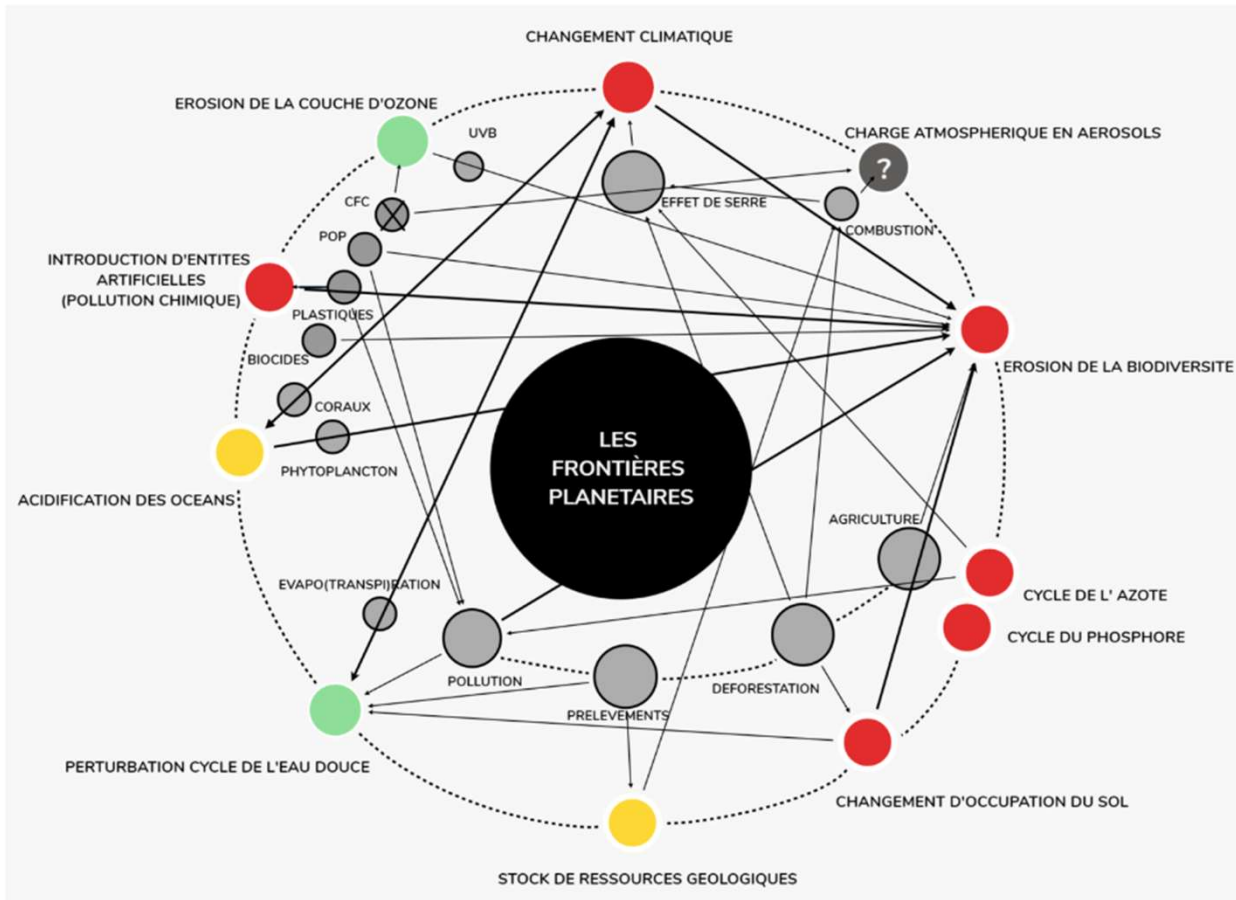 CHANGEMENT CLIMATIQUE
EROSION DE LA COUCHE D'OZONE
UVB
CHARGE ATMOSPHERIQUE EN AEROSOLS
?
CFC
EFFET DE SERRE
COMBUSTION
POP
INTRODUCTION D'ENTITES
ARTIFICIELLES
(POLLUTION CHIMIQUE)
PLASTIQUES
BIOCIDES
EROSION DE LA BIODIVERSITE
CORAUX
PHYTOPLANCTON
LES
FRONTIÈRES
PLANETAIRES
ACIDIFICATION DES OCEANS
AGRICULTURE
EVAPO(TRANSPI)RATION
CYCLE DE L' AZOTE
CYCLE DU PHOSPHORE
POLLUTION
DEFORESTATION
PRELEVEMENTS
PERTURBATION CYCLE DE L'EAU DOUCE
CHANGEMENT D'OCCUPATION DU SOL
STOCK DE RESSOURCES GEOLOGIQUES